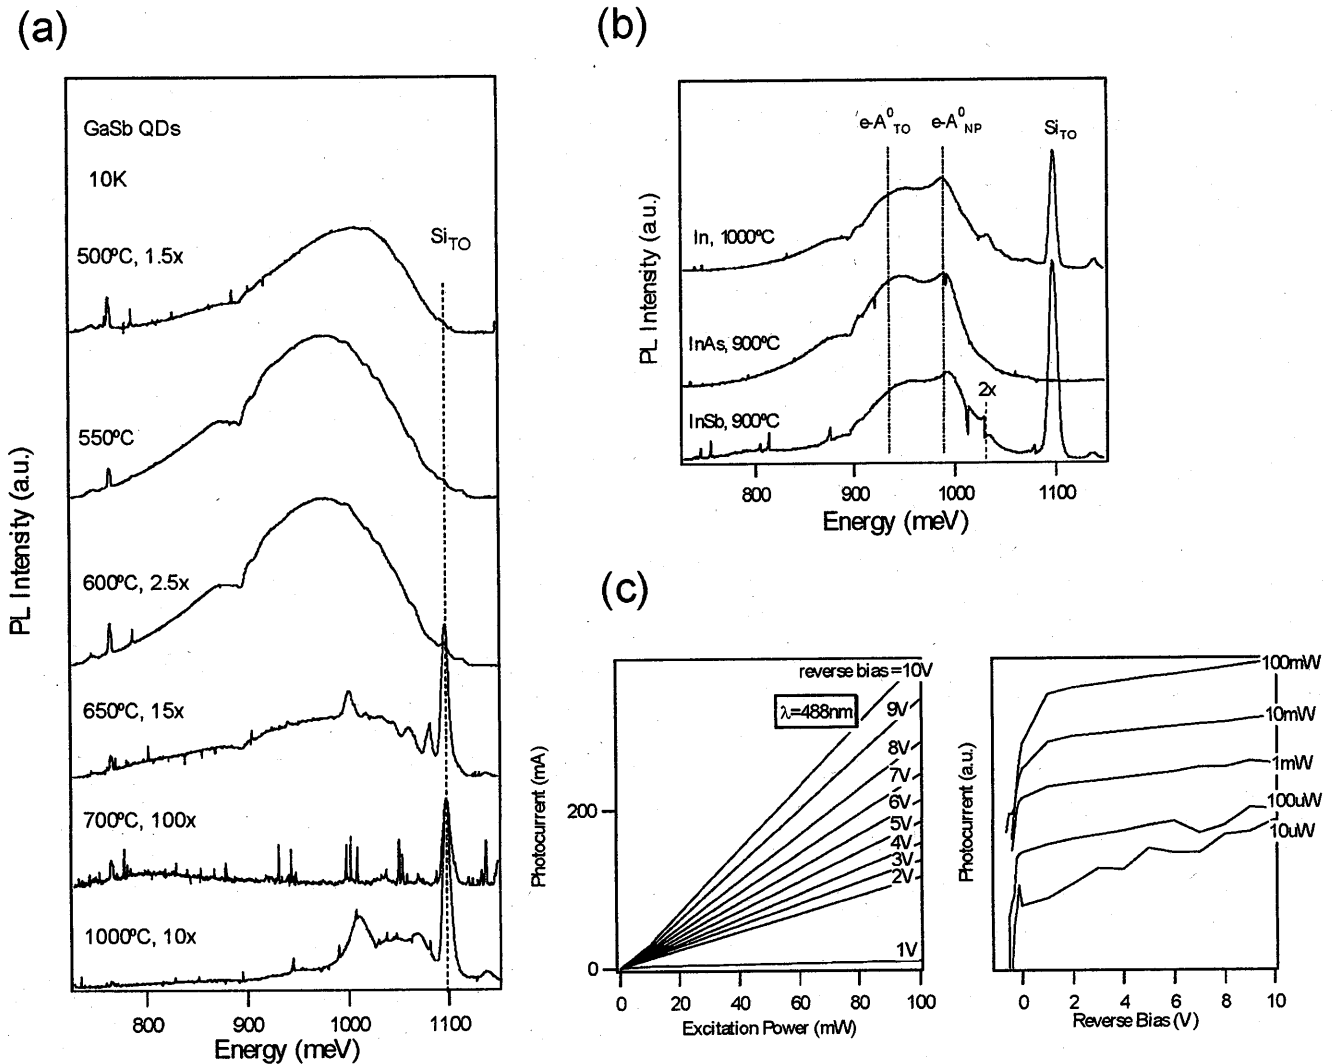 (a)
GaSb QDs
10K
500ºC, 1.5x
SiTO
550ºC
600ºC, 2.5x
650ºC, 15x
700ºC, 100x
1000ºC, 10x
PL Intensity (a.u.)
800 900 1000 1100
Energy (meV)
(b)
e-A0TO e-A0NP SiTO
In, 1000ºC
InAs, 900ºC
InSb, 900ºC
2x
PL Intensity (a.u.)
800 900 1000 1100
Energy (meV)
(c)
reverse bias=10V
λ=488nm
9V
8V
7V
6V
5V
4V
3V
2V
1V
200
0
Photocurrent (mA)
0 20 40 60 80 100
Excitation Power (mW)
100mW
10mW
1mW
100uW
10uW
Photocurrent (a.u.)
0 2 4 6 8 10
Reverse Bias (V)